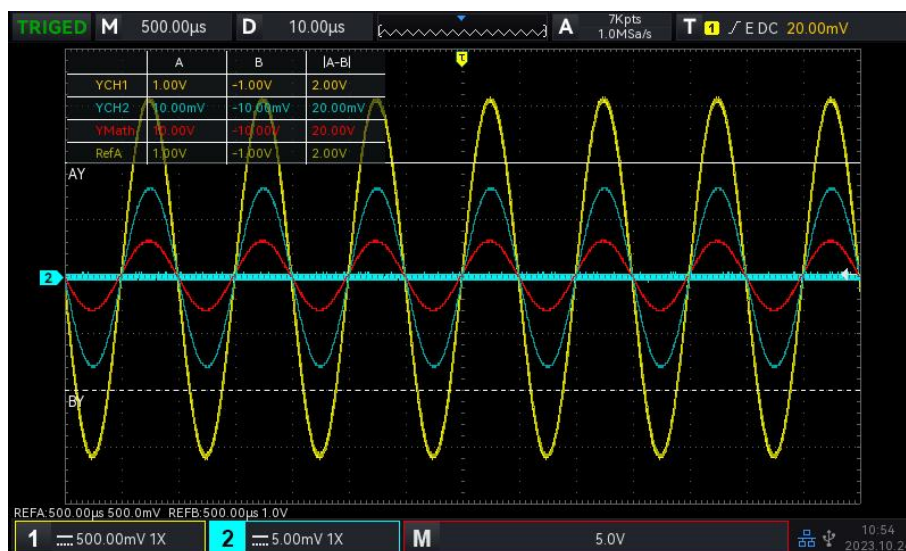 TRIGED M 500.00µs D 10.00µs A 7Kpts 1.0MSa/s T 1 E DC 20.00mV
T
A B |A-B|
YCH1 1.00V -1.00V 2.00V
YCH2 10.00mV -10.00mV 20.00mV
YMath 10.00V -10.00V 20.00V
RefA 1.00V -1.00V 2.00V
AY
2
BY
REFA:500.00µs 500.0mV REFB:500.00µs 1.0V
1 500.00mV 1X 2 5.00mV 1X M 5.0V 10:54
2023.10.2